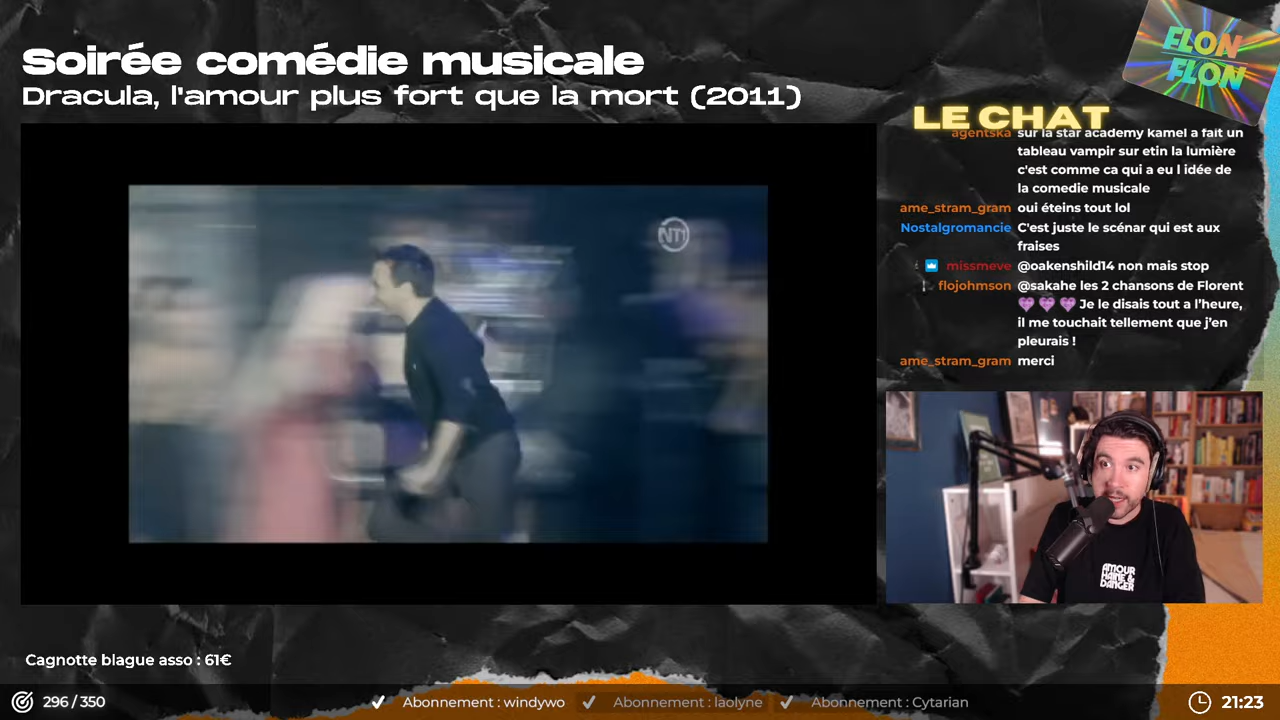 Soirée comédie musicale
Dracula, l'amour plus fort que la mort (2011)
FLON
FLON
LE CHAT
agentska sur la star academy kamel a fait un
tableau vampir sur etin la lumière
c'est comme ca qui a eu l idée de
la comedie musicale
ame_stram_gram oui éteins tout lol
Nostalgromancie C'est juste le scénar qui est aux
fraises
missmeve @oakenshild14 non mais stop
flojohmson @sakahe les 2 chansons de Florent
Je le disais tout a l'heure,
il me touchait tellement que j'en
pleurais !
ame_stram_gram merci
NT1
AMOUR
HAINE &
DANGER
Cagnotte blague asso : 61€
296 / 350
Abonnement : windywo
Abonnement : laolyne
Abonnement : Cytarian
21:23